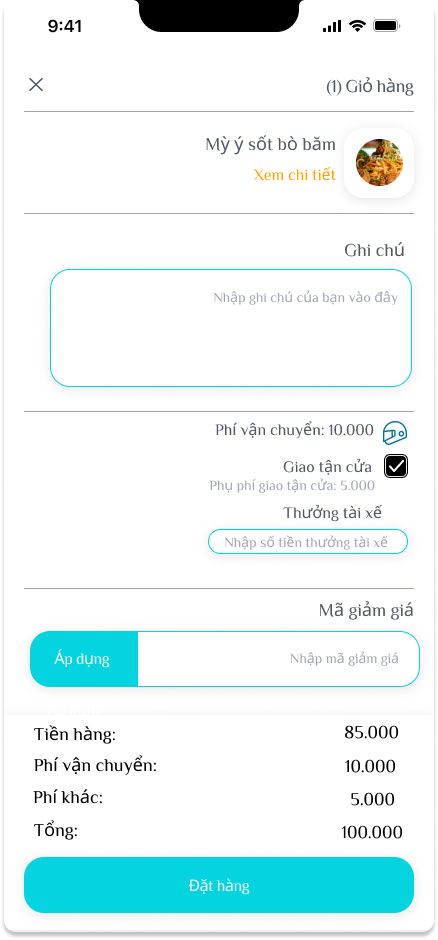 9:41
(1) Giỏ hàng
Mỳ ý sốt bò băm
Xem chi tiết
Ghi chú
Nhập ghi chú của bạn vào đây
Phí vận chuyển: 10.000
Giao tận cửa
Phụ phí giao tận cửa: 5.000
Thưởng tài xế
Nhập số tiền thưởng tài xế
Mã giảm giá
Áp dụng Nhập mã giảm giá
Tiền hàng: 85.000
Phí vận chuyển: 10.000
Phí khác: 5.000
Tổng: 100.000
Đặt hàng